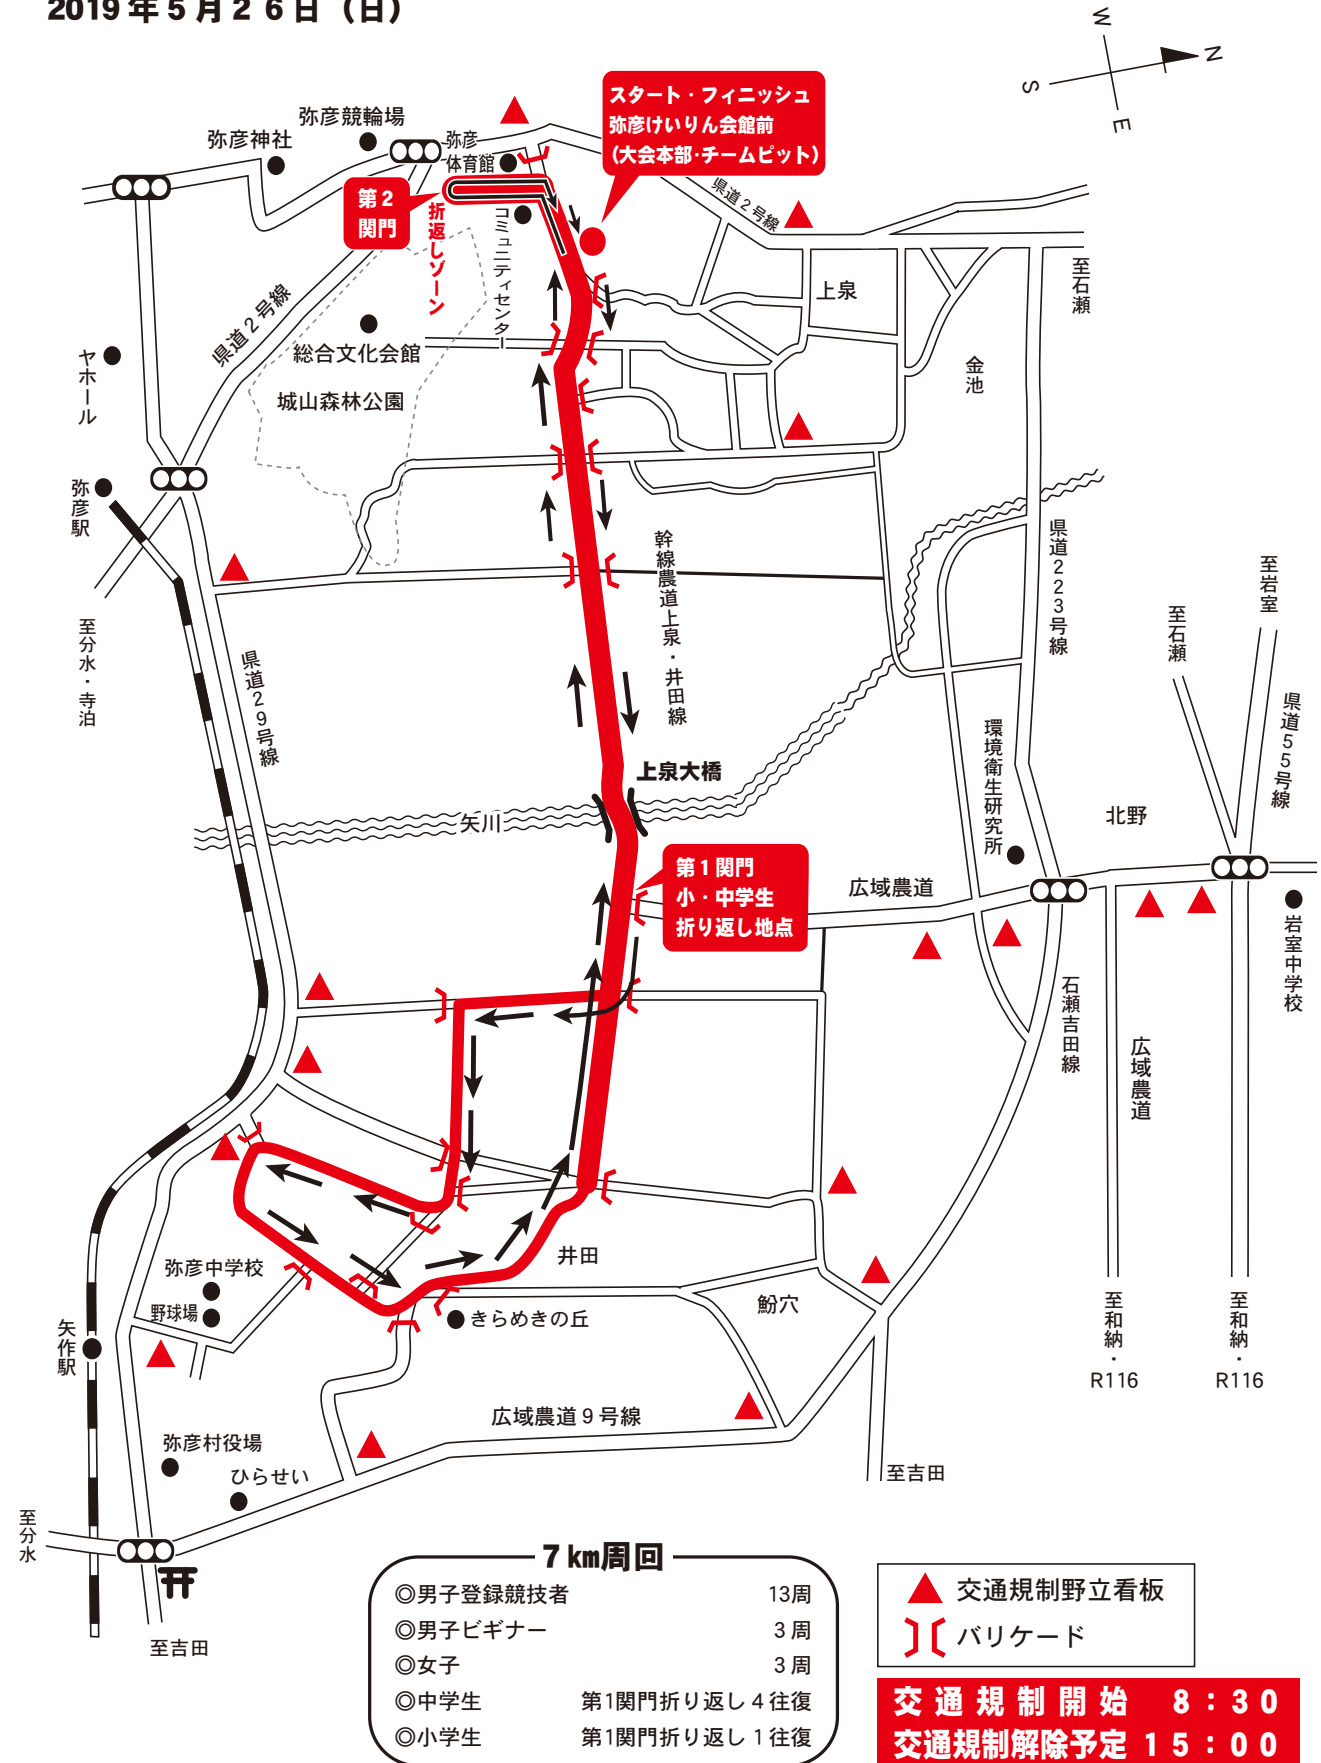 2019年5月26日（日）
W
N
S
E
スタート・フィニッシュ
弥彦けいりん会館前
(大会本部・チームピット)
弥彦競輪場
弥彦神社
弥彦
体育館
県道２号線
第２
関門
折返しゾーン
コミュニティセンター
上泉
至石瀬
県道２号線
総合文化会館
城山森林公園
ヤホール
金池
弥彦駅
幹線農道上泉・井田線
県道２２３号線
至岩室
至石瀬
至分水・寺泊
県道２９号線
県道５５号線
環境衛生研究所
上泉大橋
矢川
北野
第１関門
小・中学生
折り返し地点
広域農道
岩室中学校
石瀬吉田線
広域農道
井田
弥彦中学校
野球場
きらめきの丘
鮒穴
矢作駅
至和納・
R116
至和納・
R116
広域農道９号線
弥彦村役場
ひらせい
至吉田
至分水
至吉田
7km周回
◎男子登録競技者 13周
◎男子ビギナー 3周
◎女子 3周
◎中学生 第1関門折り返し4往復
◎小学生 第1関門折り返し1往復
交通規制野立看板
バリケード
交通規制開始 8：30
交通規制解除予定 15：00